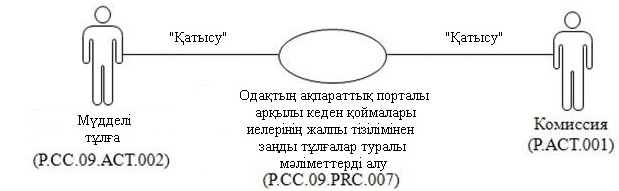 "Қатысу"
"Қатысу"
Мүдделі
тұлға
(P.CC.09.ACT.002)
Одақтың ақпараттық порталы
арқылы кеден қоймалары
иелерінің жалпы тізілімінен
заңды тұлғалар туралы
мәліметтерді алу
(P.CC.09.PRC.007)
Комиссия
(P.ACT.001)